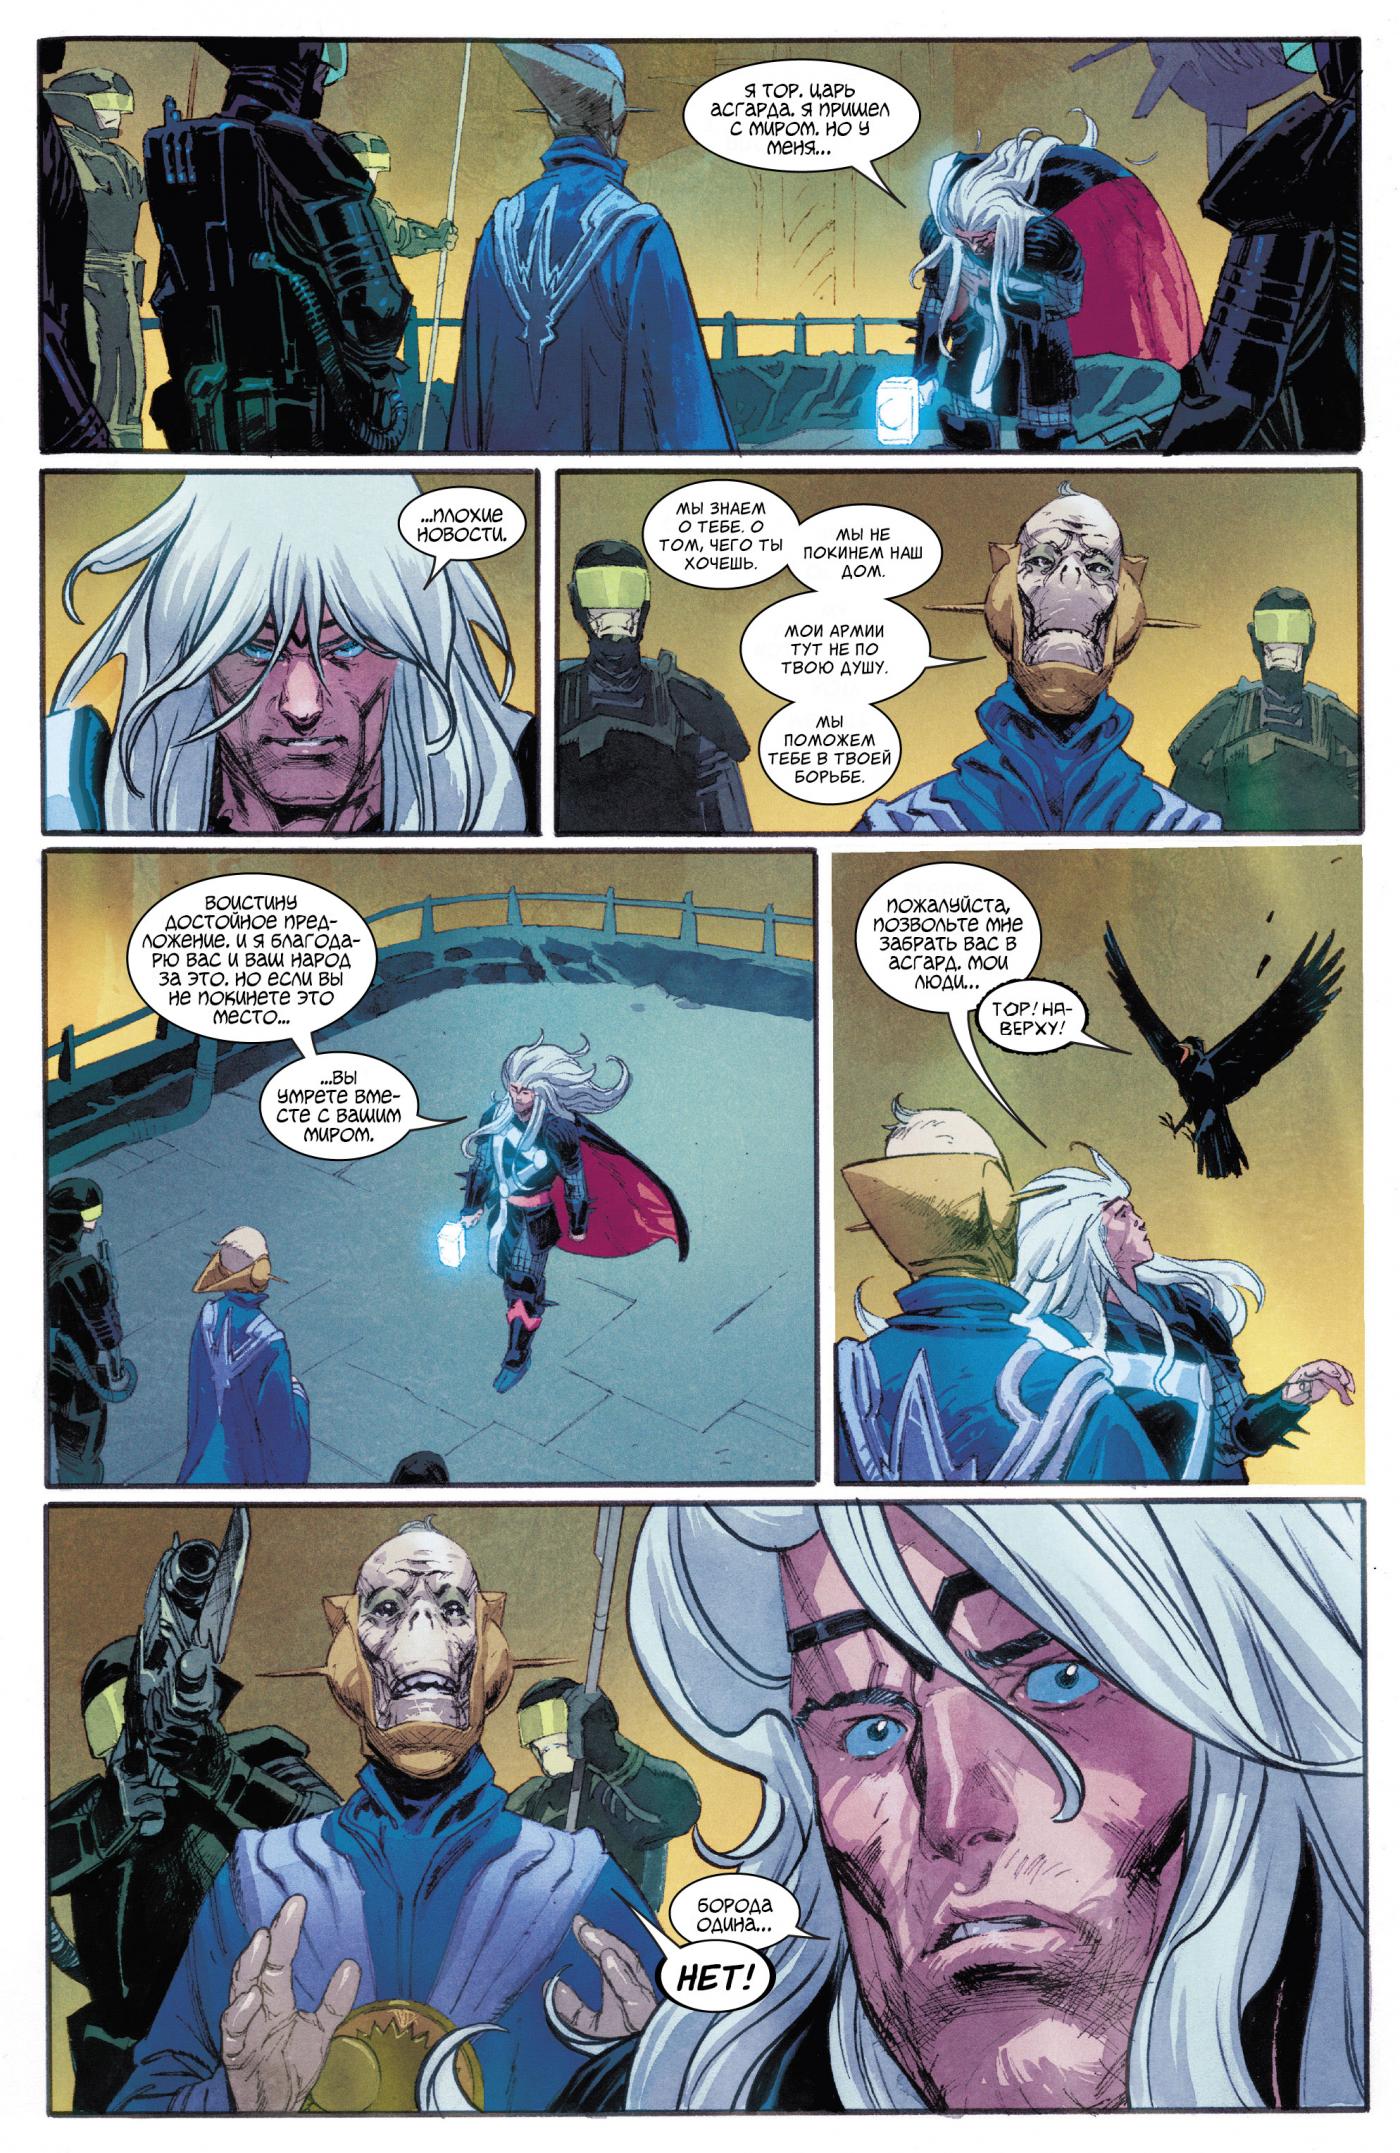 Я ТОР. ЦАРЬ
АСГАРДА. Я ПРИШЕЛ
С МИРОМ. НО У
МЕНЯ...
...ПЛОХИЕ
НОВОСТИ.
МЫ ЗНАЕМ
О ТЕБЕ. О
ТОМ, ЧЕГО ТЫ
ХОЧЕШЬ.
МЫ НЕ
ПОКИНЕМ НАШ
ДОМ.
МОИ АРМИИ
ТУТ НЕ ПО
ТВОЮ ДУШУ.
МЫ
ПОМОЖЕМ
ТЕБЕ В ТВОЕЙ
БОРЬБЕ.
ВОИСТИНУ
ДОСТОЙНОЕ ПРЕД-
ЛОЖЕНИЕ. И Я БЛАГОДА-
РЮ ВАС И ВАШ НАРОД
ЗА ЭТО. НО ЕСЛИ ВЫ
НЕ ПОКИНЕТЕ ЭТО
МЕСТО...
...ВЫ
УМРЕТЕ ВМЕ-
СТЕ С ВАШИМ
МИРОМ.
ПОЖАЛУЙСТА,
ПОЗВОЛЬТЕ МНЕ
ЗАБРАТЬ ВАС В
АСГАРД. МОИ
ЛЮДИ...
ТОР! НА-
ВЕРХУ!
БОРОДА
ОДИНА...
НЕТ!